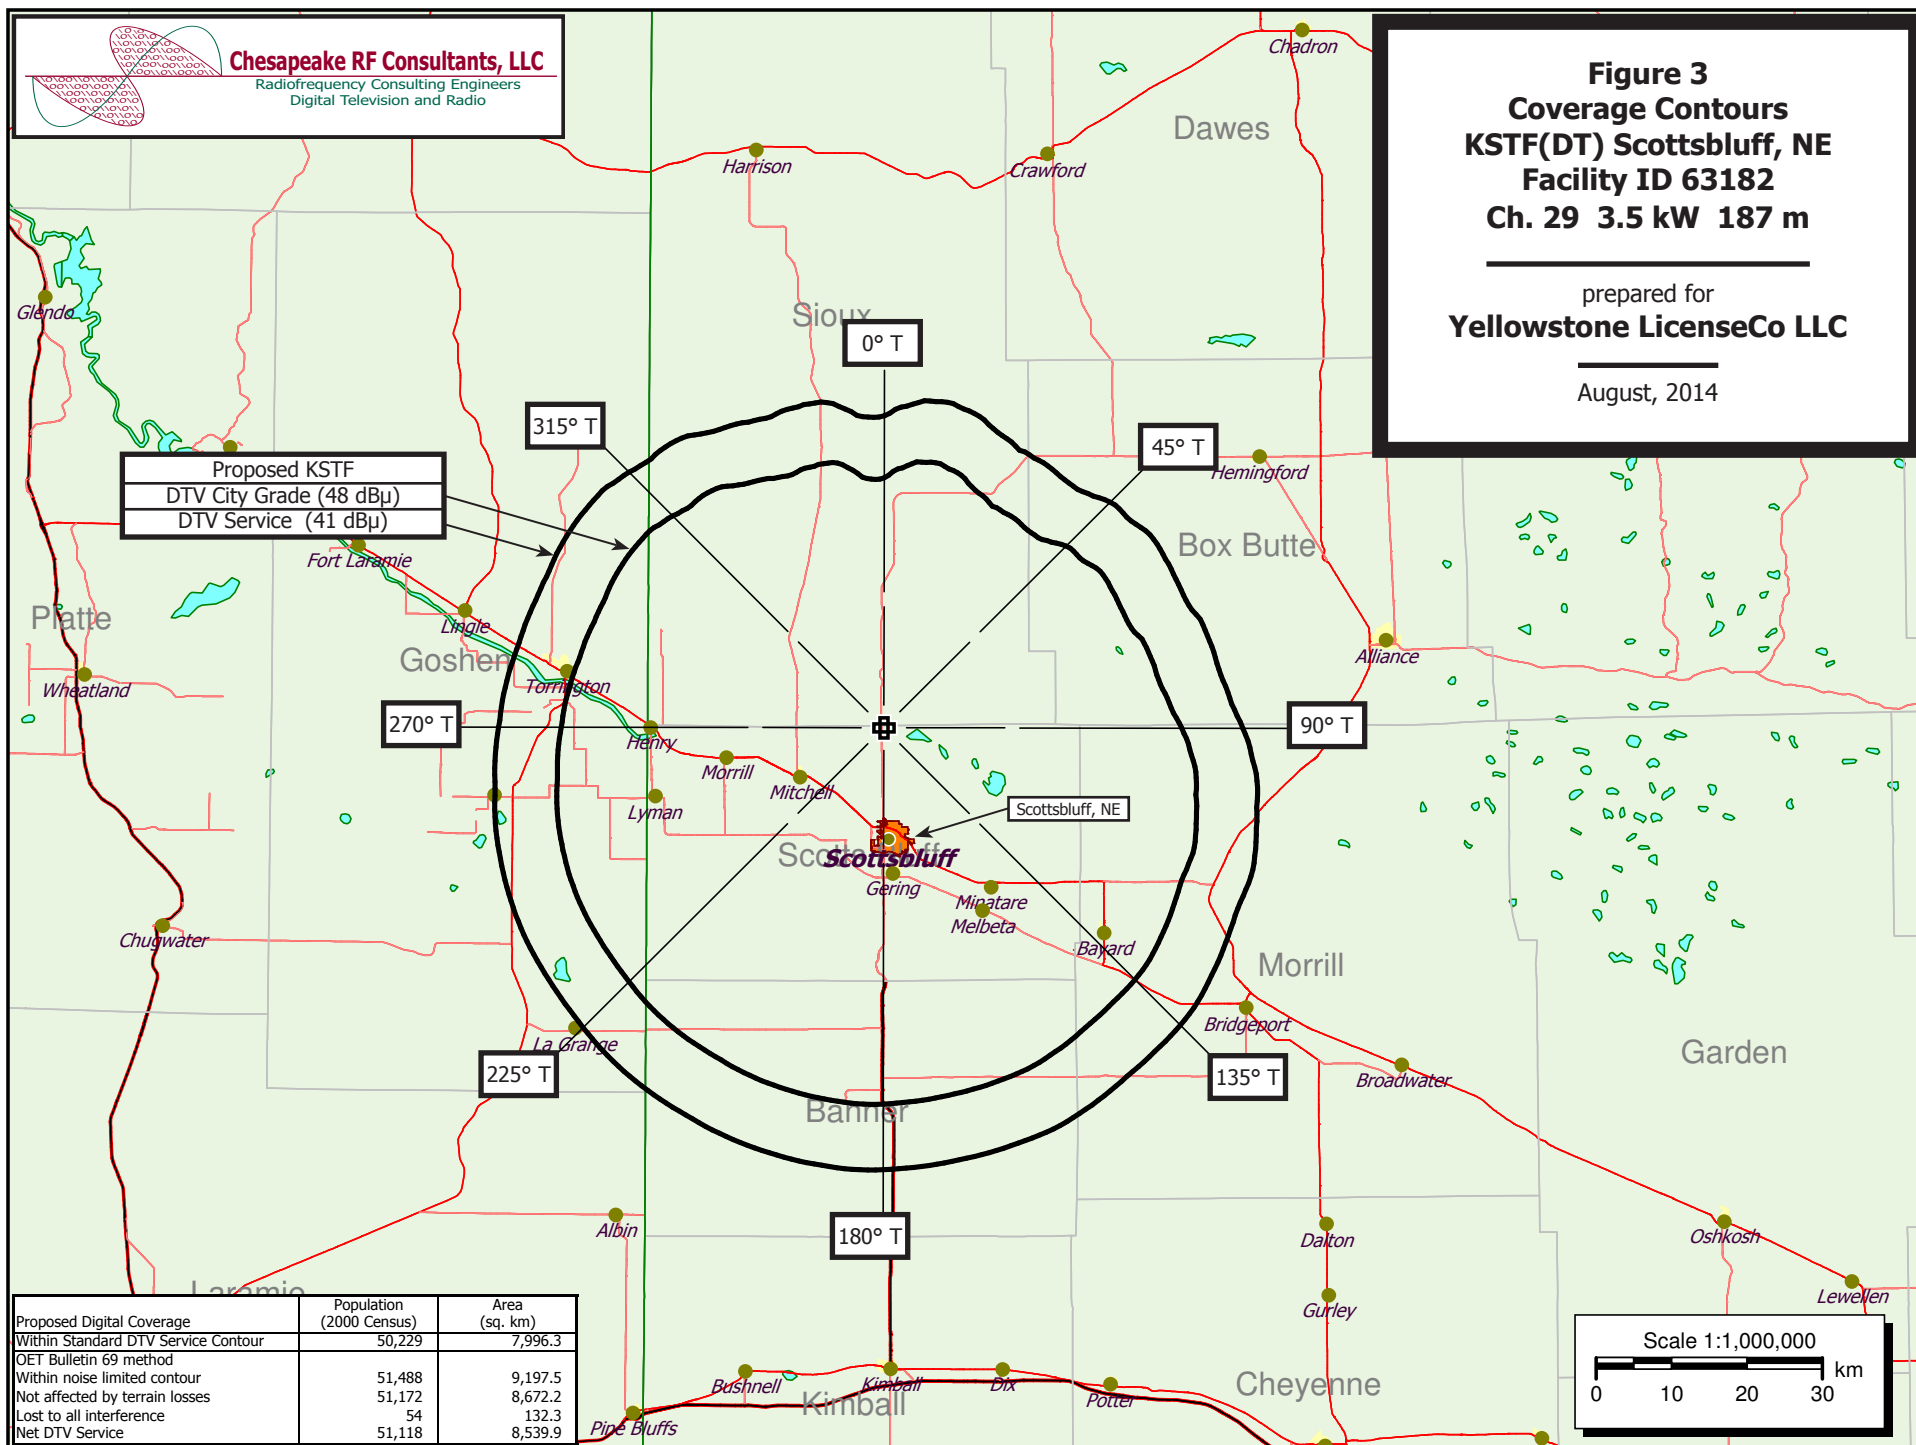 Chesapeake RF Consultants, LLC
Radiofrequency Consulting Engineers
Digital Television and Radio
Figure 3
Coverage Contours
KSTF(DT) Scottsbluff, NE
Facility ID 63182
Ch. 29 3.5 kW 187 m
prepared for
Yellowstone LicenseCo LLC
August, 2014
Chadron
Dawes
Harrison
Crawford
Glendo
Sioux
0° T
315° T
45° T
Hemingford
Proposed KSTF
DTV City Grade (48 dBµ)
DTV Service (41 dBµ)
Box Butte
Fort Laramie
Platte
Lingle
Goshen
Alliance
Wheatland
Torrington
270° T
90° T
Henry
Morrill
Mitchell
Lyman
Scottsbluff, NE
Scotts Bluff
Scottsbluff
Gering
Minatare
Melbeta
Chugwater
Bayard
Morrill
Bridgeport
La Grange
Garden
225° T
135° T
Broadwater
Banner
Albin
180° T
Dalton
Oshkosh
Laramie
Gurley
Lewellen
Bushnell
Kimball
Dix
Potter
Cheyenne
Kimball
Pine Bluffs
Proposed Digital Coverage Population (2000 Census) Area (sq. km)
Within Standard DTV Service Contour 50,229 7,996.3
OET Bulletin 69 method
Within noise limited contour 51,488 9,197.5
Not affected by terrain losses 51,172 8,672.2
Lost to all interference 54 132.3
Net DTV Service 51,118 8,539.9
Scale 1:1,000,000
km
0 10 20 30